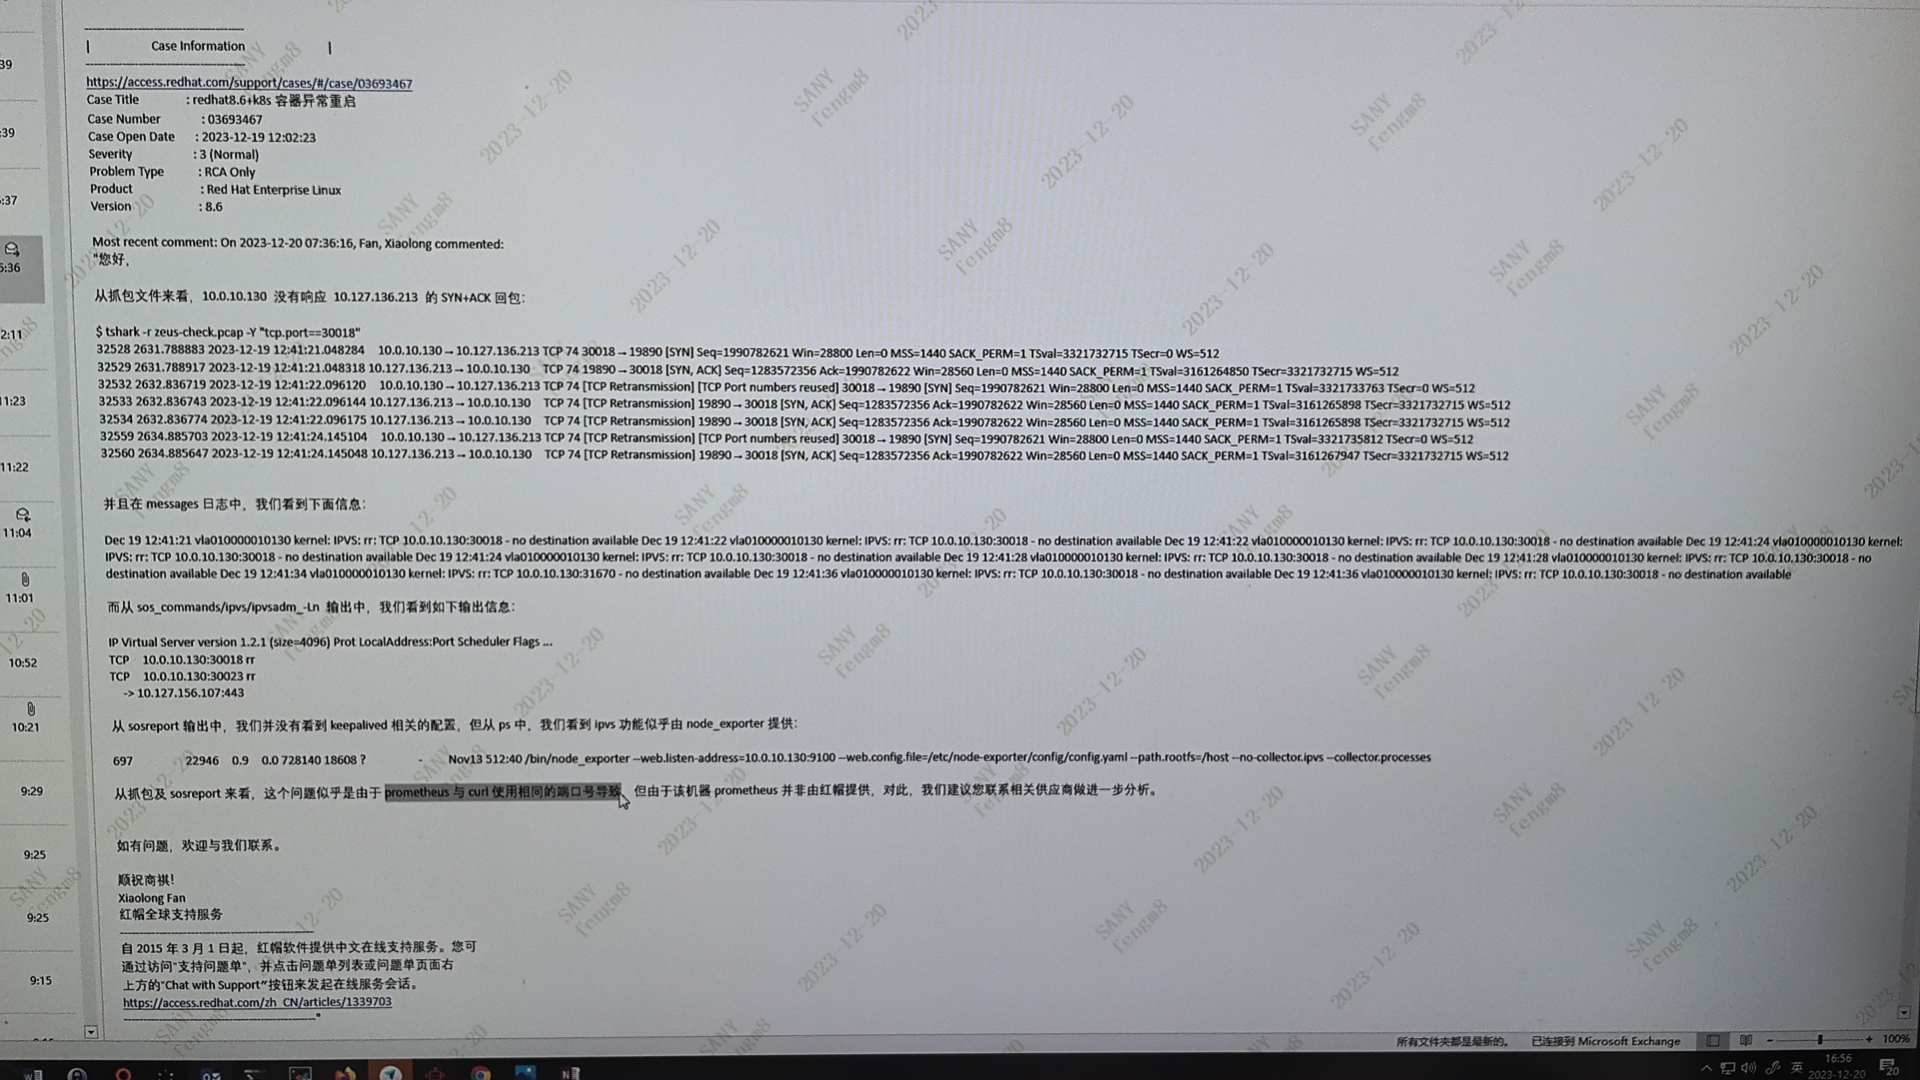 | Case Information |
https://access.redhat.com/support/cases/#/case/03693467
Case Title : redhat8.6+k8s 容器异常重启
Case Number : 03693467
Case Open Date : 2023-12-19 12:02:23
Severity : 3 (Normal)
Problem Type : RCA Only
Product : Red Hat Enterprise Linux
Version : 8.6
Most recent comment: On 2023-12-20 07:36:16, Fan, Xiaolong commented:
"您好,
从抓包文件来看，10.0.10.130 没有响应 10.127.136.213 的 SYN+ACK 回包：
$ tshark -r zeus-check.pcap -Y "tcp.port==30018"
32528 2631.788883 2023-12-19 12:41:21.048284 10.0.10.130 → 10.127.136.213 TCP 74 30018 → 19890 [SYN] Seq=1990782621 Win=28800 Len=0 MSS=1440 SACK_PERM=1 TSval=3321732715 TSecr=0 WS=512
32529 2631.788917 2023-12-19 12:41:21.048318 10.127.136.213 → 10.0.10.130 TCP 74 19890 → 30018 [SYN, ACK] Seq=1283572356 Ack=1990782622 Win=28560 Len=0 MSS=1440 SACK_PERM=1 TSval=3161264850 TSecr=3321732715 WS=512
32532 2632.836719 2023-12-19 12:41:22.096120 10.0.10.130 → 10.127.136.213 TCP 74 [TCP Retransmission] [TCP Port numbers reused] 30018 → 19890 [SYN] Seq=1990782621 Win=28800 Len=0 MSS=1440 SACK_PERM=1 TSval=3321733763 TSecr=0 WS=512
32533 2632.836743 2023-12-19 12:41:22.096144 10.127.136.213 → 10.0.10.130 TCP 74 [TCP Retransmission] 19890 → 30018 [SYN, ACK] Seq=1283572356 Ack=1990782622 Win=28560 Len=0 MSS=1440 SACK_PERM=1 TSval=3161265898 TSecr=3321732715 WS=512
32534 2632.836774 2023-12-19 12:41:22.096175 10.127.136.213 → 10.0.10.130 TCP 74 [TCP Retransmission] 19890 → 30018 [SYN, ACK] Seq=1283572356 Ack=1990782622 Win=28560 Len=0 MSS=1440 SACK_PERM=1 TSval=3161265898 TSecr=3321732715 WS=512
32559 2634.885703 2023-12-19 12:41:24.145104 10.0.10.130 → 10.127.136.213 TCP 74 [TCP Retransmission] [TCP Port numbers reused] 30018 → 19890 [SYN] Seq=1990782621 Win=28800 Len=0 MSS=1440 SACK_PERM=1 TSval=3321735812 TSecr=0 WS=512
32560 2634.885647 2023-12-19 12:41:24.145048 10.127.136.213 → 10.0.10.130 TCP 74 [TCP Retransmission] 19890 → 30018 [SYN, ACK] Seq=1283572356 Ack=1990782622 Win=28560 Len=0 MSS=1440 SACK_PERM=1 TSval=3161267947 TSecr=3321732715 WS=512
并且在 messages 日志中，我们看到下面信息：
Dec 19 12:41:21 vla010000010130 kernel: IPVS: rr: TCP 10.0.10.130:30018 - no destination available Dec 19 12:41:22 vla010000010130 kernel: IPVS: rr: TCP 10.0.10.130:30018 - no destination available Dec 19 12:41:22 vla010000010130 kernel: IPVS: rr: TCP 10.0.10.130:30018 - no destination available Dec 19 12:41:24 vla010000010130 kernel:
IPVS: rr: TCP 10.0.10.130:30018 - no destination available Dec 19 12:41:24 vla010000010130 kernel: IPVS: rr: TCP 10.0.10.130:30018 - no destination available Dec 19 12:41:28 vla010000010130 kernel: IPVS: rr: TCP 10.0.10.130:30018 - no destination available Dec 19 12:41:28 vla010000010130 kernel: IPVS: rr: TCP 10.0.10.130:30018 - no
destination available Dec 19 12:41:34 vla010000010130 kernel: IPVS: rr: TCP 10.0.10.130:31670 - no destination available Dec 19 12:41:36 vla010000010130 kernel: IPVS: rr: TCP 10.0.10.130:30018 - no destination available Dec 19 12:41:36 vla010000010130 kernel: IPVS: rr: TCP 10.0.10.130:30018 - no destination available
而从 sos_commands/ipvs/ipvsadm_-Ln 输出中，我们看到如下输出信息：
IP Virtual Server version 1.2.1 (size=4096) Prot LocalAddress:Port Scheduler Flags ...
TCP 10.0.10.130:30018 rr
TCP 10.0.10.130:30023 rr
-> 10.127.156.107:443
从 sosreport 输出中，我们并没有看到 keepalived 相关的配置，但从 ps 中，我们看到 ipvs 功能似乎由 node_exporter 提供：
697 22946 0.9 0.0 728140 18608 ? - Nov13 512:40 /bin/node_exporter --web.listen-address=10.0.10.130:9100 --web.config.file=/etc/node-exporter/config/config.yaml --path.rootfs=/host --no-collector.ipvs --collector.processes
从抓包及 sosreport 来看，这个问题似乎是由于 prometheus 与 curl 使用相同的端口号导致，但由于该机器 prometheus 并非由红帽提供，对此，我们建议您联系相关供应商做进一步分析。
如有问题，欢迎与我们联系。
顺祝商祺!
Xiaolong Fan
红帽全球支持服务
自 2015 年 3 月 1 日起，红帽软件提供中文在线支持服务。您可
通过访问"支持问题单"，并点击问题单列表或问题单页面右
上方的"Chat with Support"按钮来发起在线服务会话。
https://access.redhat.com/zh_CN/articles/1339703
"
39
:39
:37
5:36
2:11
11:23
11:22
11:04
11:01
10:52
10:21
9:29
9:25
9:25
9:15
SANY
fengm8
2023-12-20
所有文件夹都是最新的。 已连接到 Microsoft Exchange 100%
英 16:56
2023-12-20
20